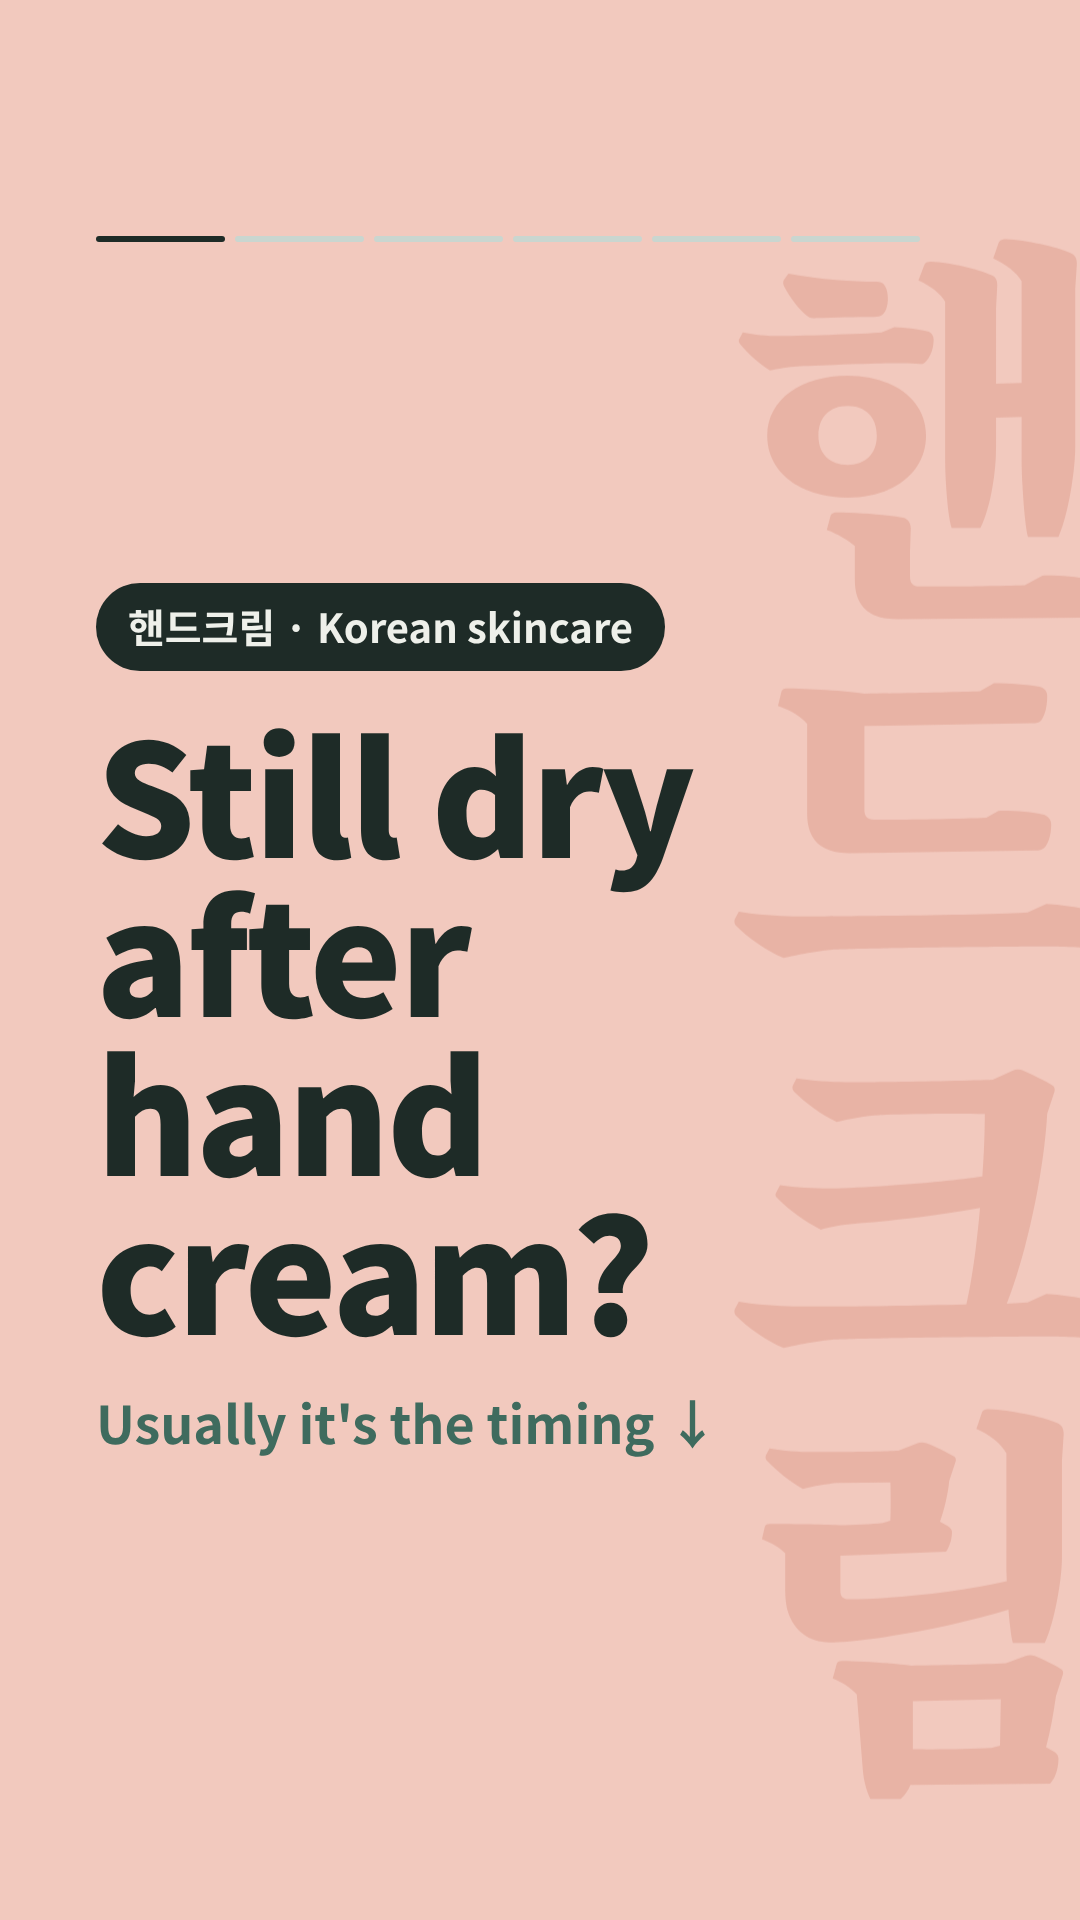 핸드크림 · Korean skincare
Still dry
after
hand
cream?
Usually it's the timing ↓
핸
드
크
림